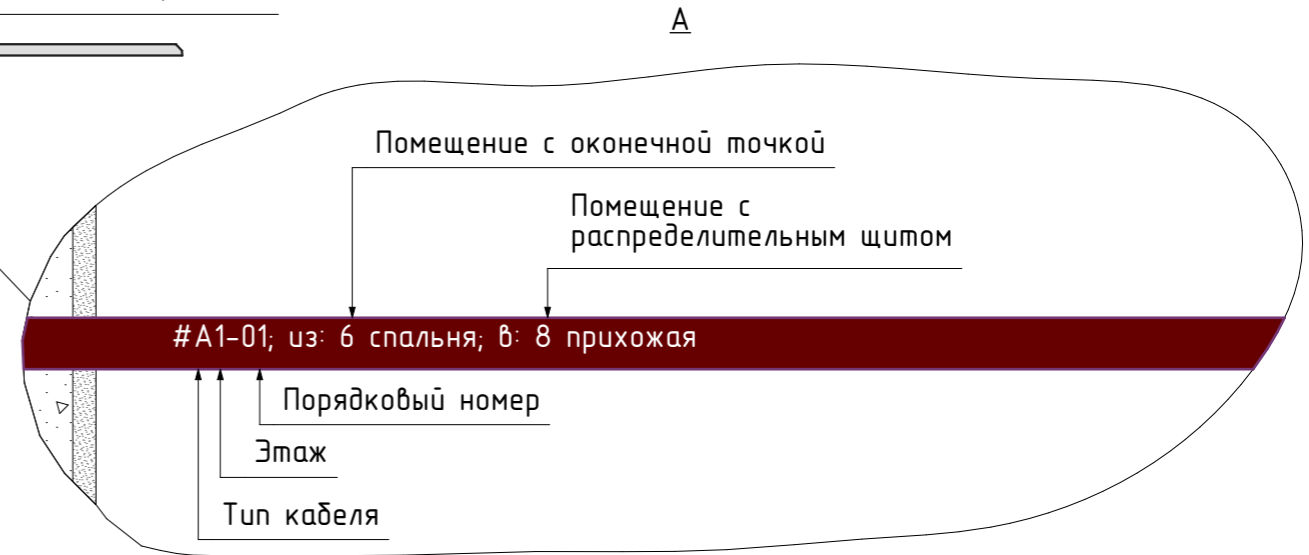 А
Помещение с оконечной точкой
Помещение с
распределительным щитом
#А1-01; из: 6 спальня; в: 8 прихожая
Порядковый номер
Этаж
Тип кабеля